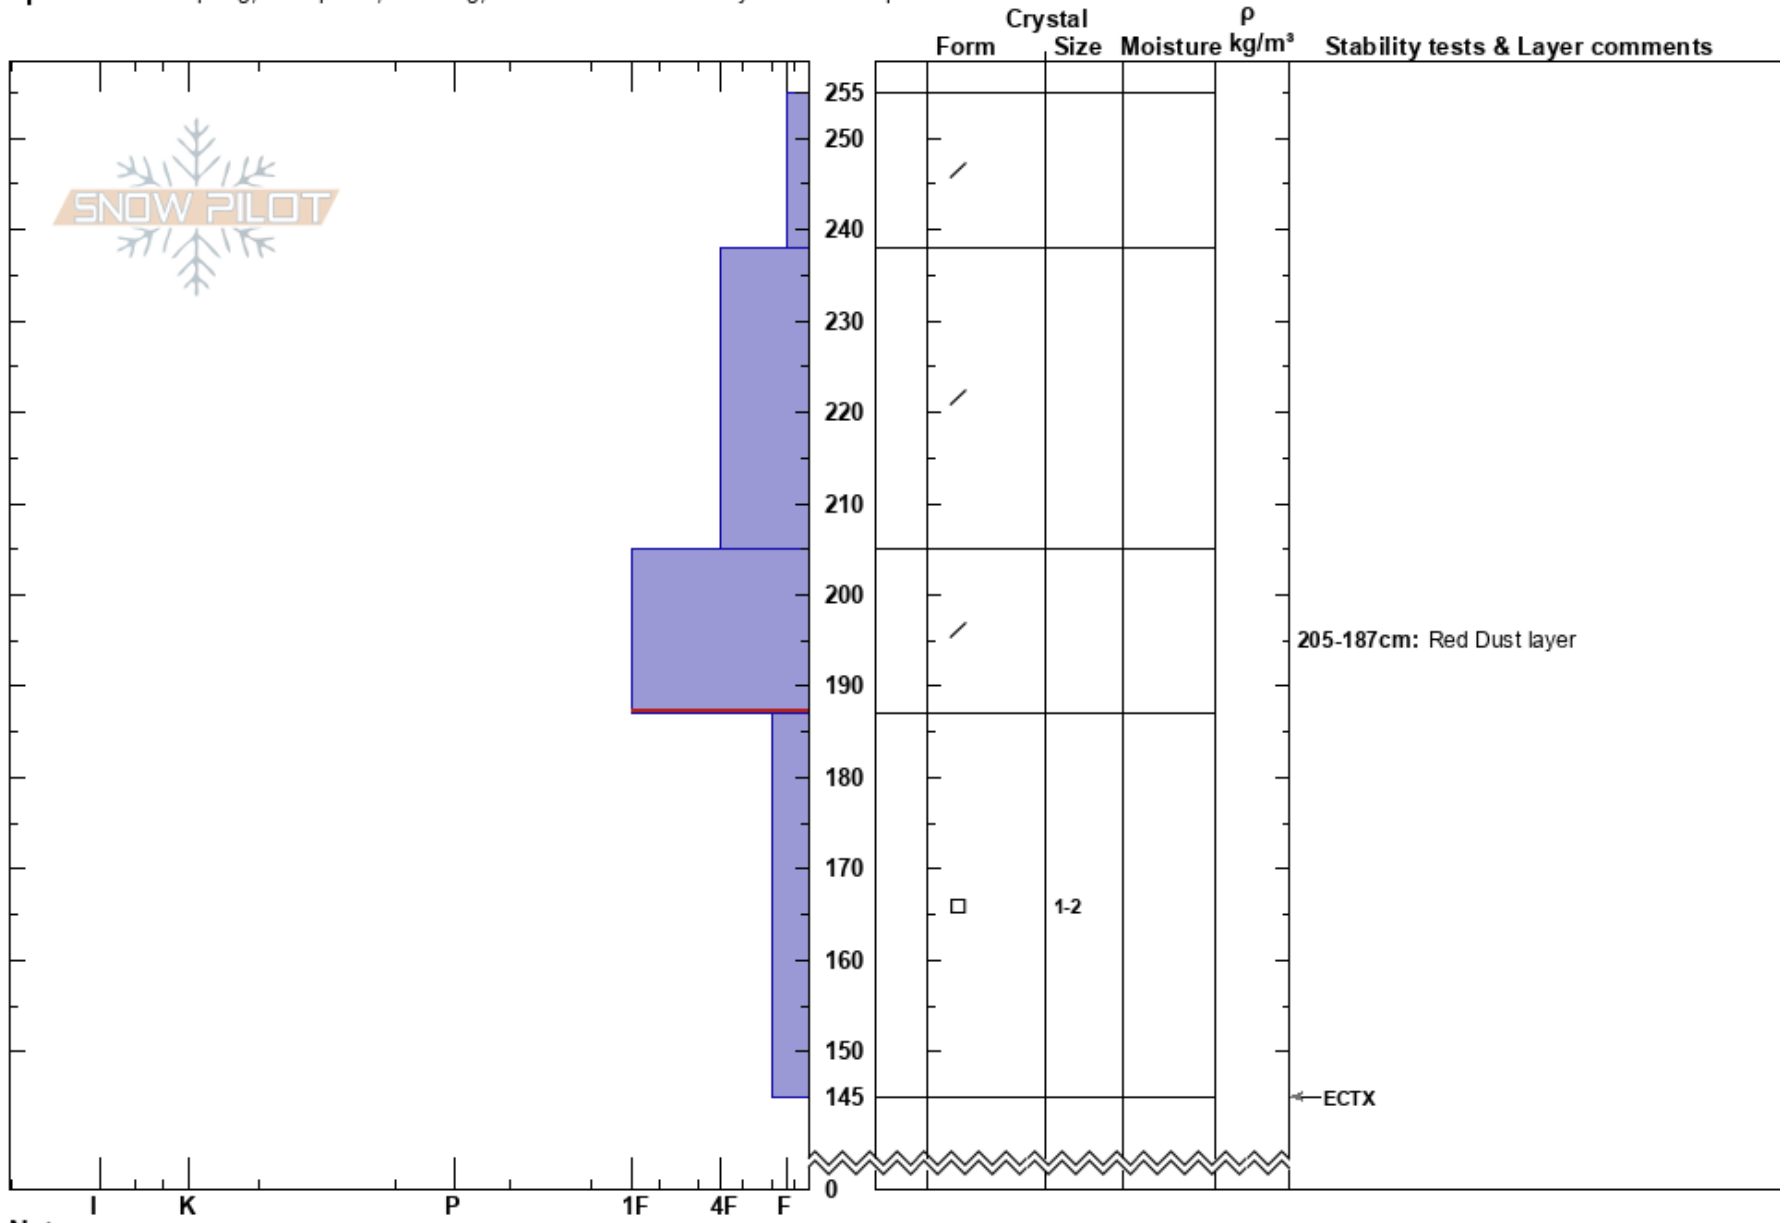 Crystal
ρ
Form Size Moisture kg/m³ Stability tests & Layer comments
255
250
SNOW PILOT
240
230
220
210
200
205-187cm: Red Dust layer
190
180
170
1-2
160
150
145 ECTX
0
I K P 1F 4F F